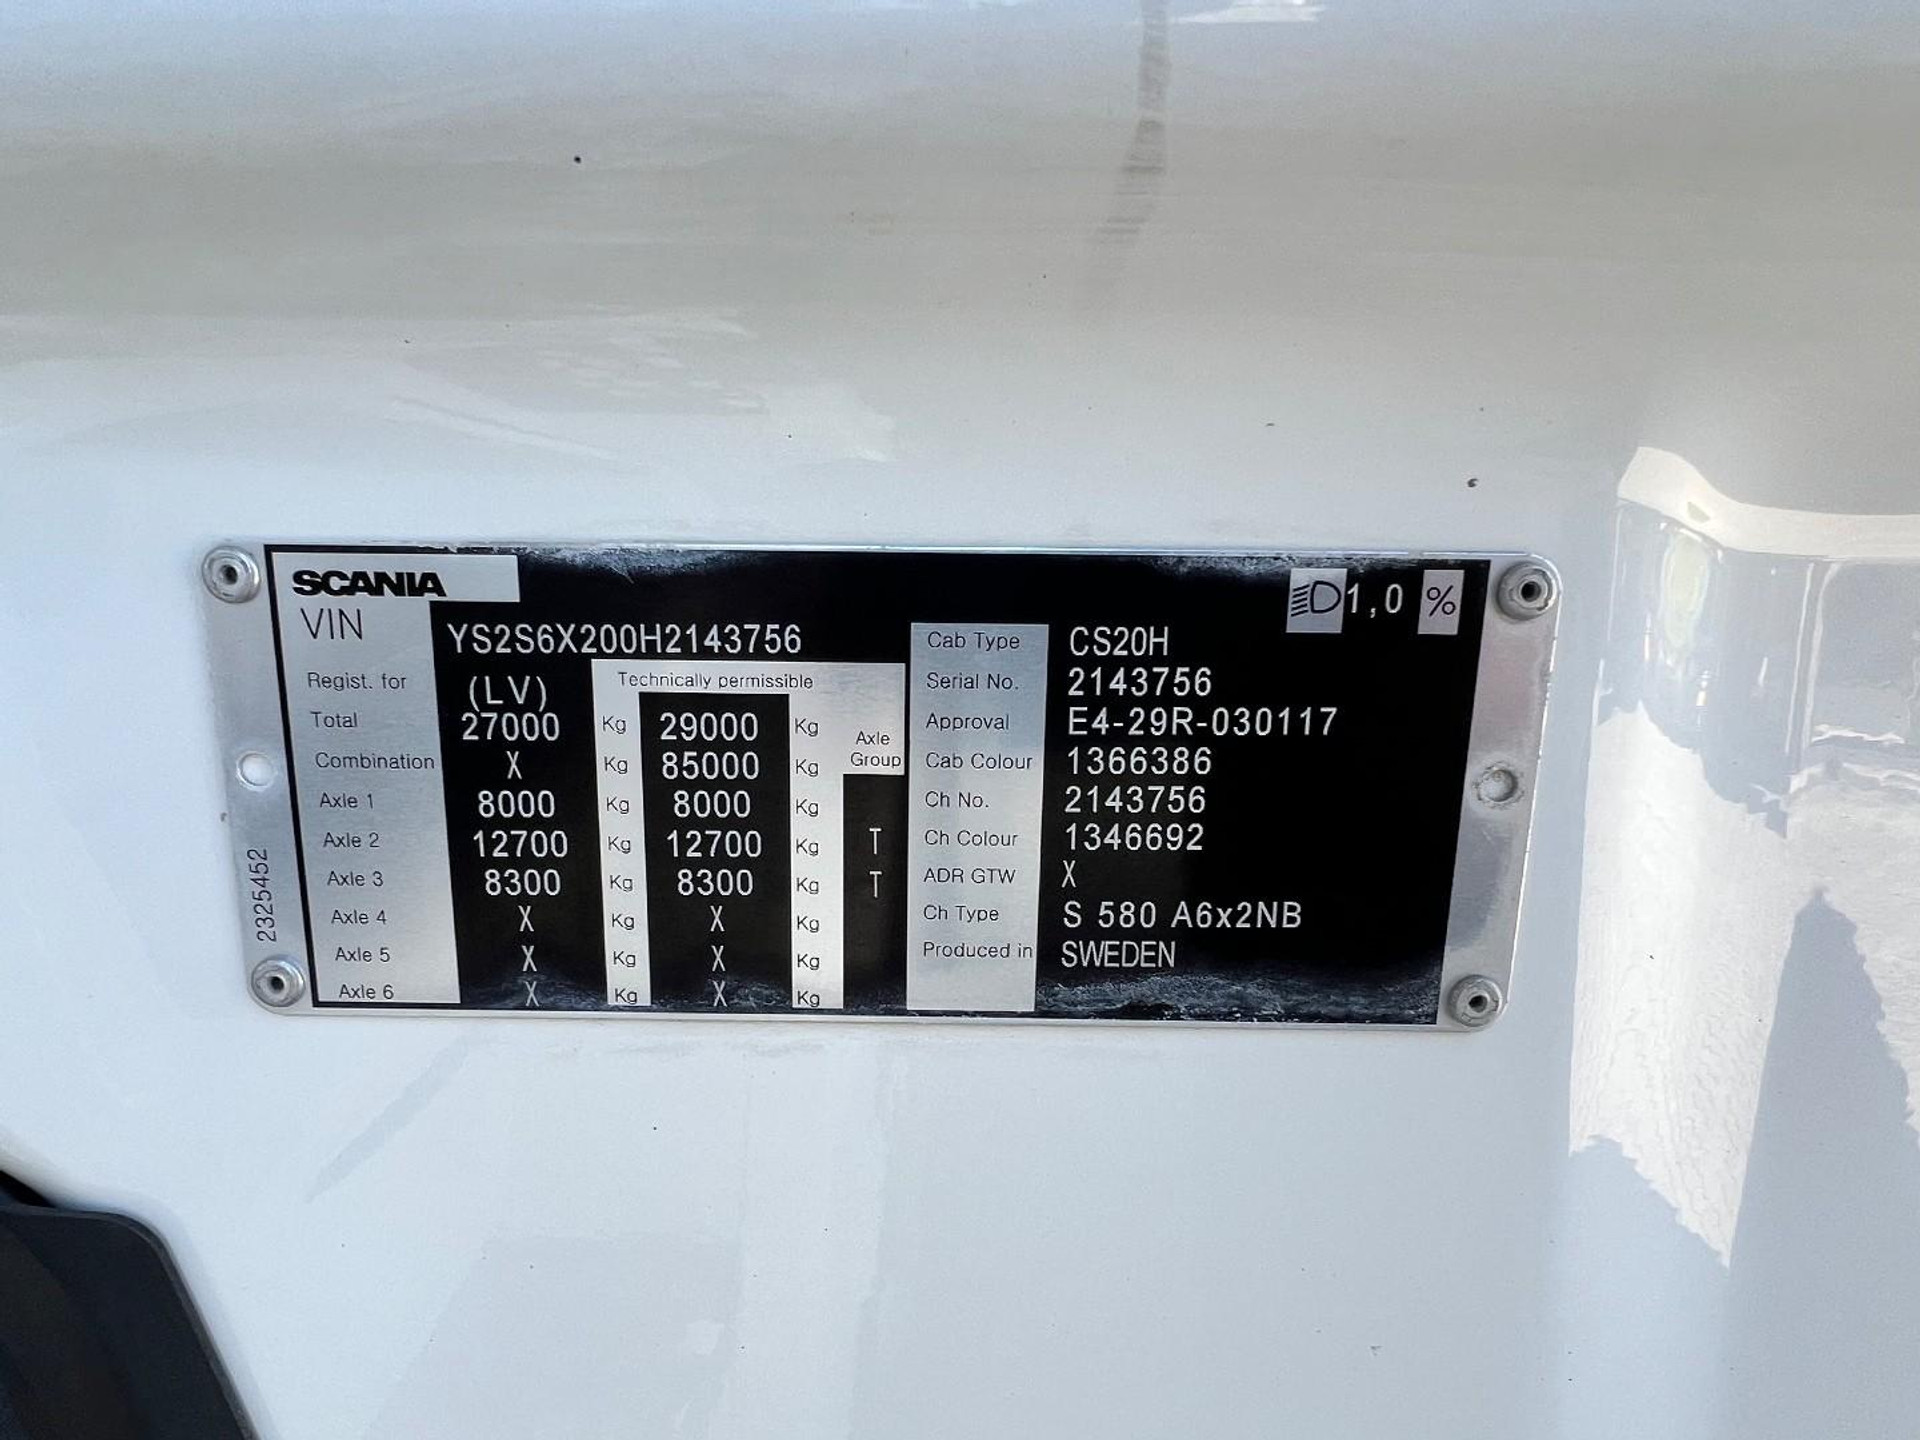 SCANIA
1,0 %
VIN YS2S6X200H2143756
Regist. for (LV) Technically permissible
Total 27000 Kg 29000 Kg
Axle Group
Combination X Kg 85000 Kg
Axle 1 8000 Kg 8000 Kg
Axle 2 12700 Kg 12700 Kg T
Axle 3 8300 Kg 8300 Kg T
Axle 4 X Kg X Kg
Axle 5 X Kg X Kg
Axle 6 X Kg X Kg
Cab Type CS20H
Serial No. 2143756
Approval E4-29R-030117
Cab Colour 1366386
Ch No. 2143756
Ch Colour 1346692
ADR GTW X
Ch Type S 580 A6x2NB
Produced in SWEDEN
2325452